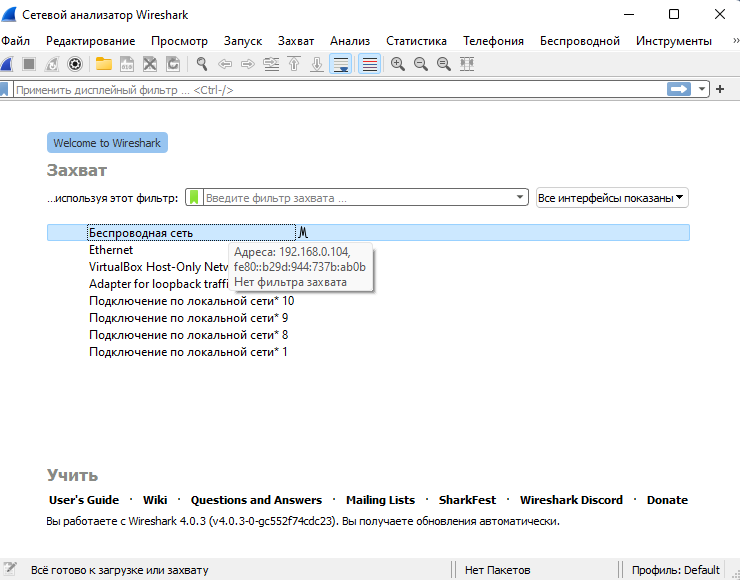 Сетевой анализатор Wireshark
Файл Редактирование Просмотр Запуск Захват Анализ Статистика Телефония Беспроводной Инструменты »
Применить дисплейный фильтр ... <Ctrl-/>
Welcome to Wireshark
Захват
...используя этот фильтр: Введите фильтр захвата ... Все интерфейсы показаны
Беспроводная сеть
Ethernet
Адреса: 192.168.0.104,
VirtualBox Host-Only
fe80::b29d:944:737b:ab0b
Adapter for loopback
Нет фильтра захвата
Подключение по локальной сети* 10
Подключение по локальной сети* 9
Подключение по локальной сети* 8
Подключение по локальной сети* 1
Учить
User's Guide · Wiki · Questions and Answers · Mailing Lists · SharkFest · Wireshark Discord · Donate
Вы работаете с Wireshark 4.0.3 (v4.0.3-0-gc552f74cdc23). Вы получаете обновления автоматически.
Всё готово к загрузке или захвату Нет Пакетов Профиль: Default